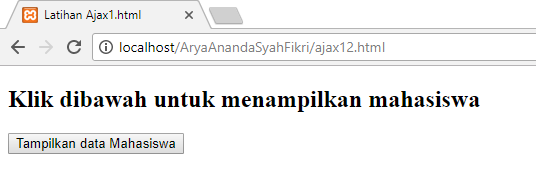 Latihan Ajax1.html
localhost/AryaAnandaSyahFikri/ajax12.html
Klik dibawah untuk menampilkan mahasiswa
Tampilkan data Mahasiswa